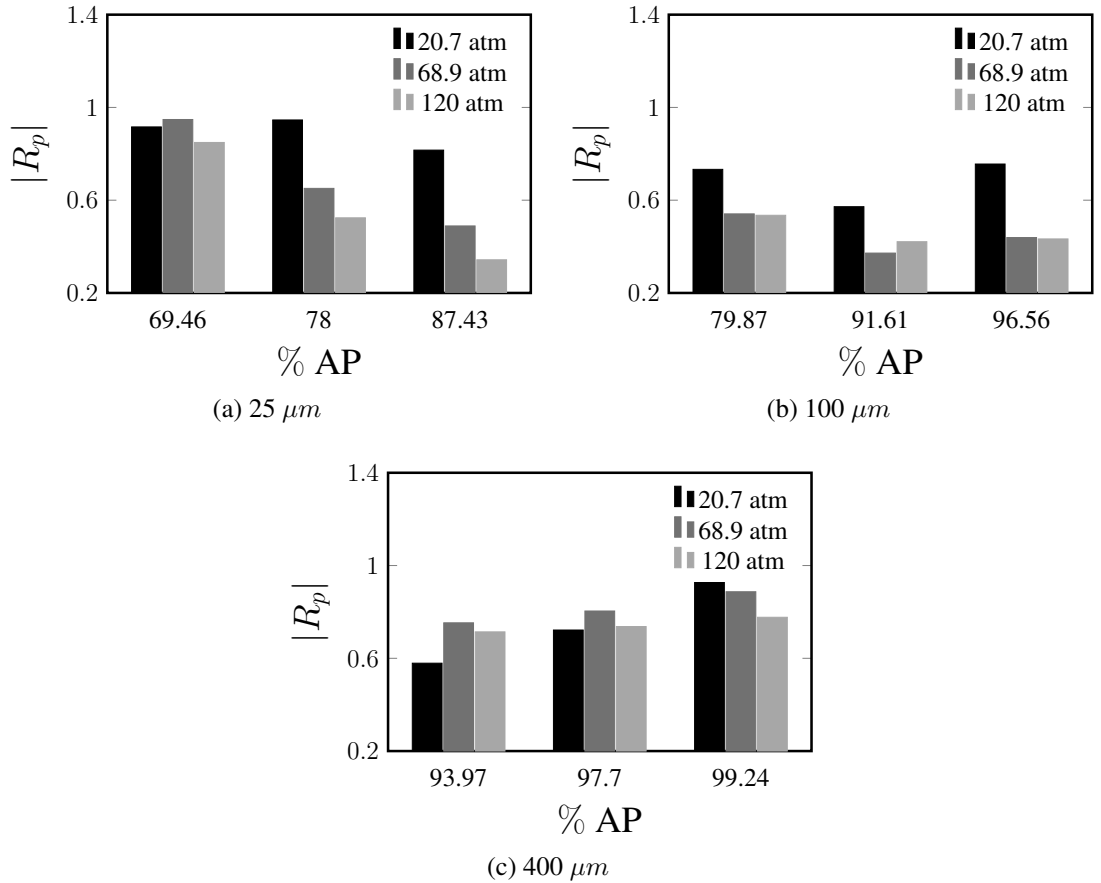 1.4
1
0.6
0.2
|R_p|
20.7 atm
68.9 atm
120 atm
69.46 78 87.43
% AP
(a) 25 μm
1.4
1
0.6
0.2
|R_p|
20.7 atm
68.9 atm
120 atm
79.87 91.61 96.56
% AP
(b) 100 μm
1.4
1
0.6
0.2
|R_p|
20.7 atm
68.9 atm
120 atm
93.97 97.7 99.24
% AP
(c) 400 μm